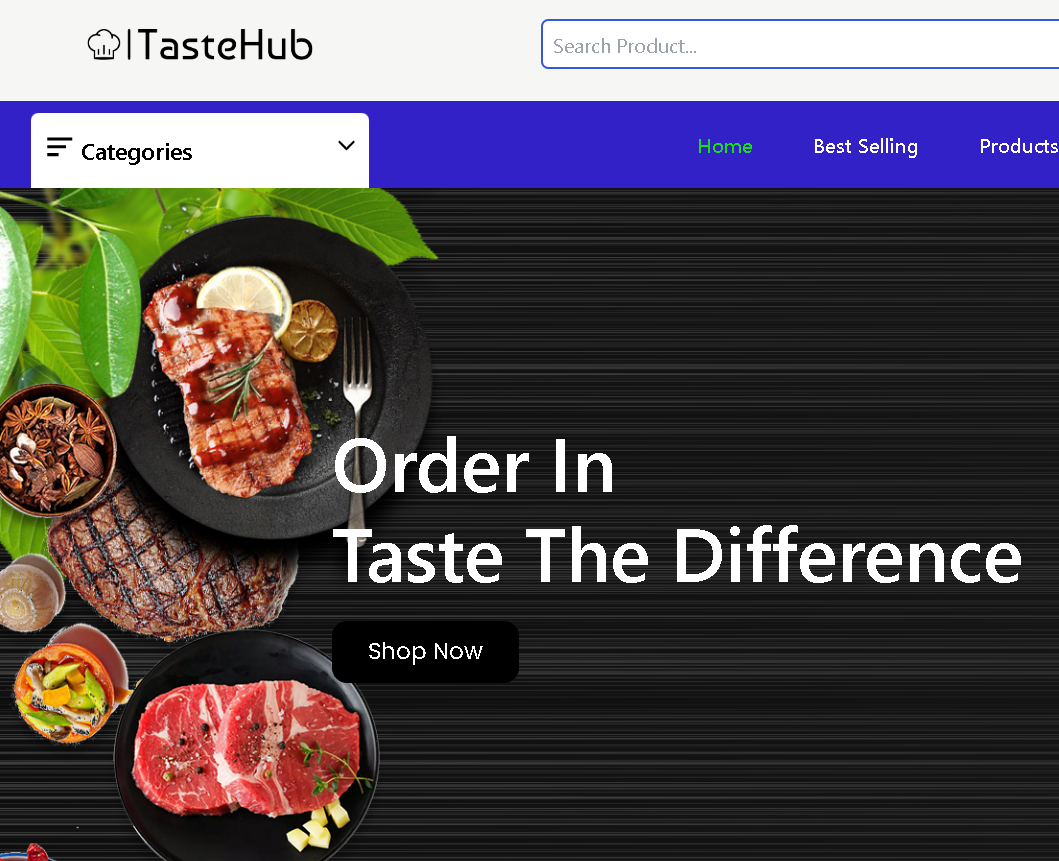 TasteHub
Search Product...
Categories
Home
Best Selling
Products
Order In
Taste The Difference
Shop Now